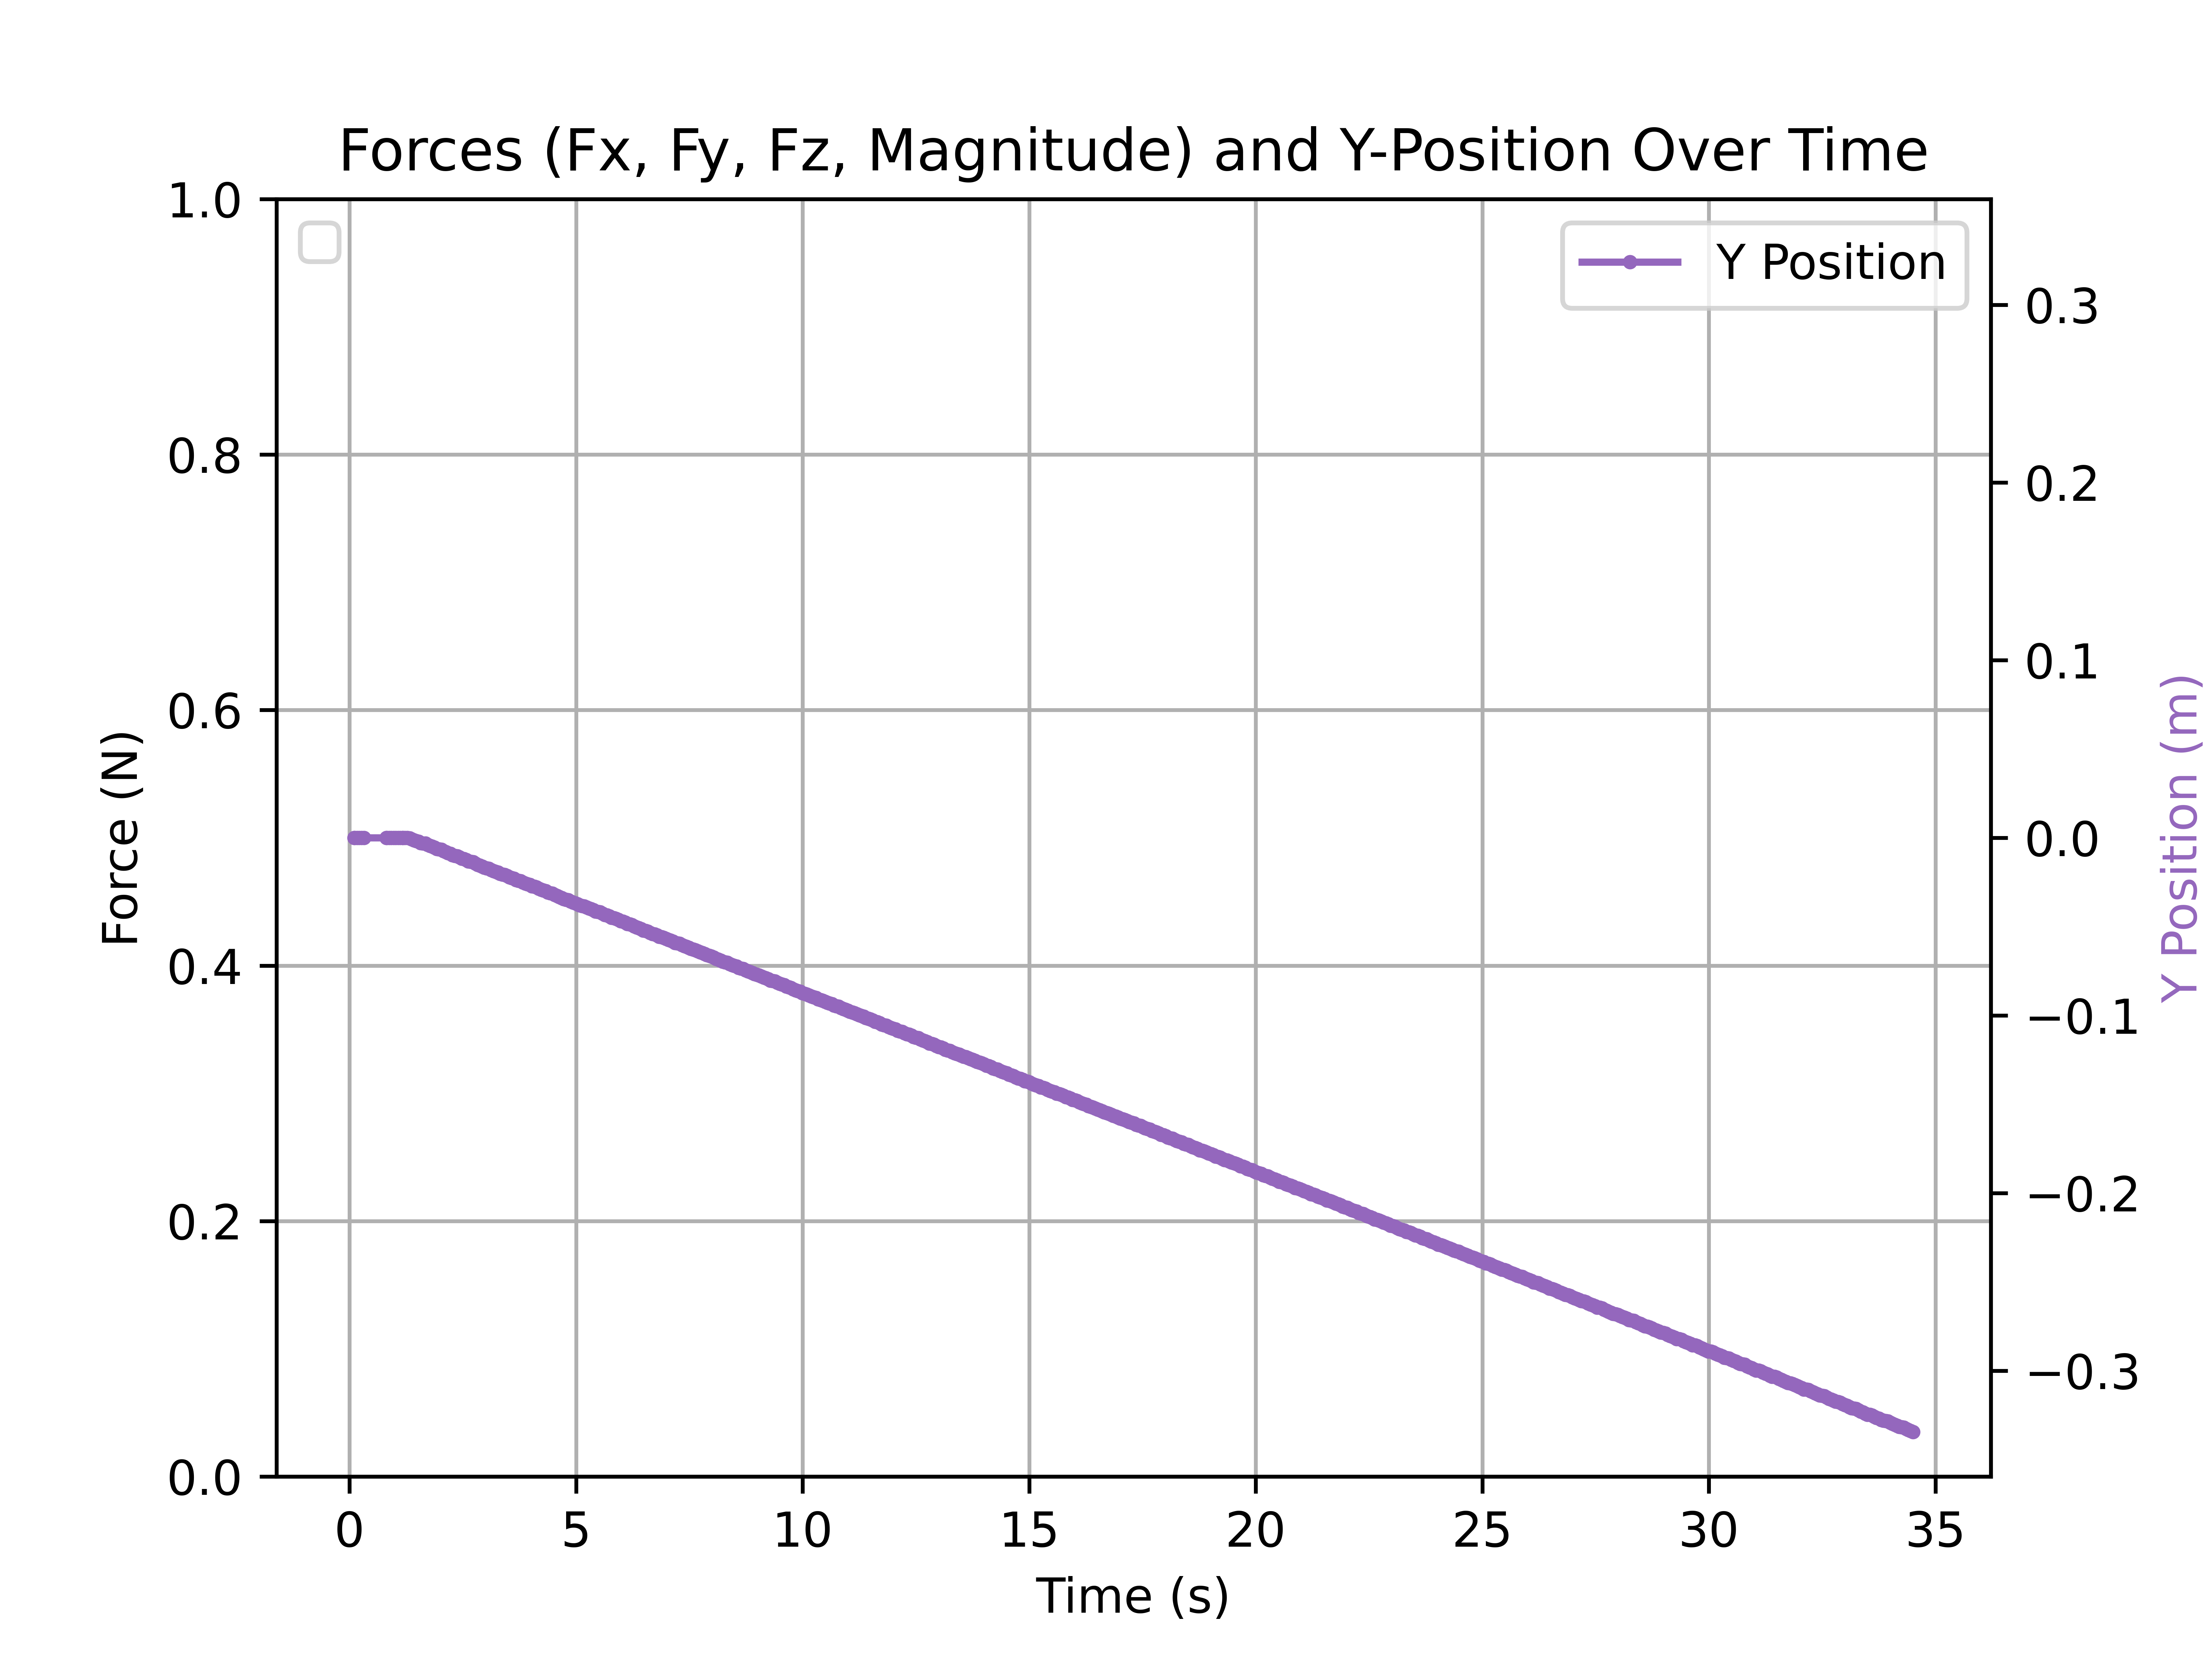 Forces (Fx, Fy, Fz, Magnitude) and Y-Position Over Time
1.0
0.8
0.6
0.4
0.2
0.0
Force (N)
Y Position
0.3
0.2
0.1
0.0
−0.1
−0.2
−0.3
Y Position (m)
0 5 10 15 20 25 30 35
Time (s)